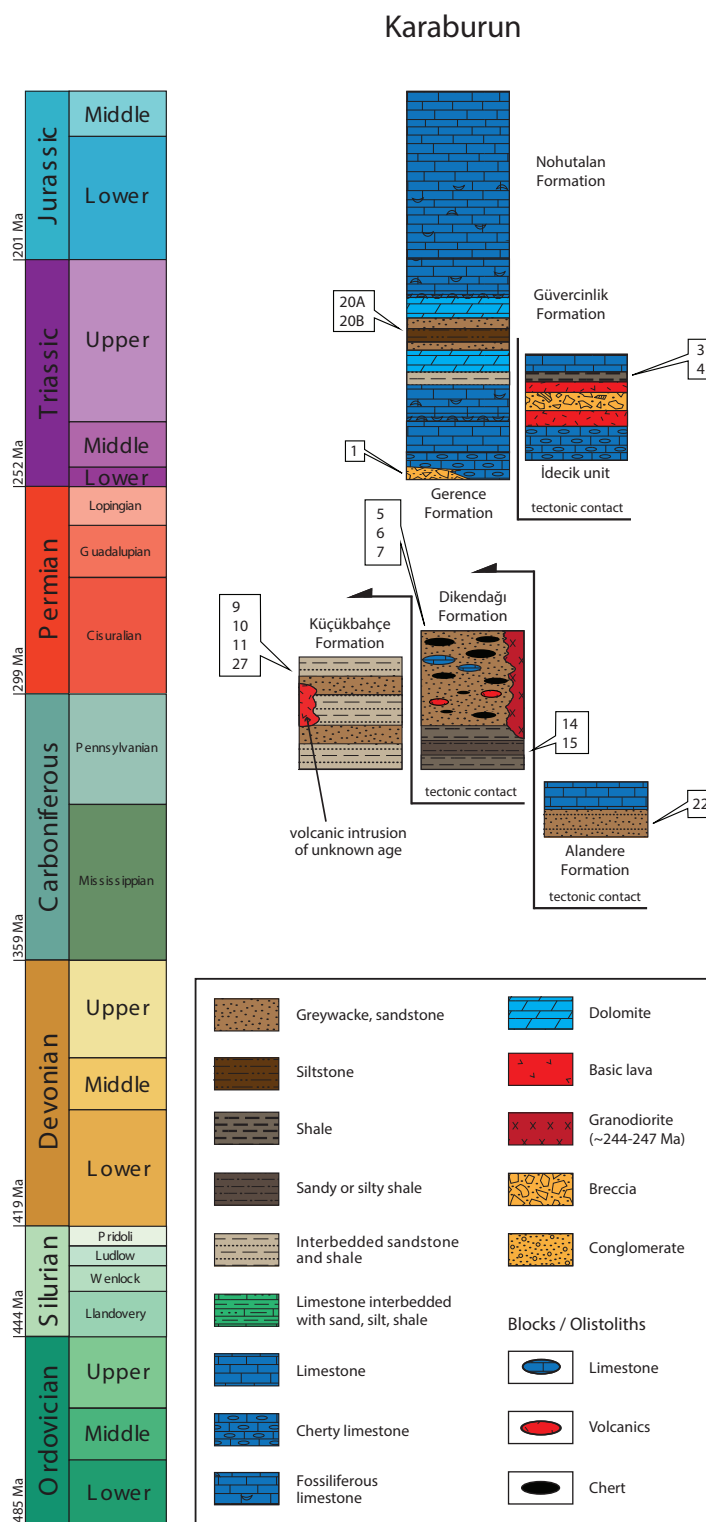 Karaburun
Jurassic
Middle
Lower
201 Ma
Triassic
Upper
Middle
Lower
252 Ma
Permian
Lopingian
Guadalupian
Cisuralian
299 Ma
Carboniferous
Pennsylvanian
Mississippian
359 Ma
Devonian
Upper
Middle
Lower
419 Ma
Silurian
Pridoli
Ludlow
Wenlock
Llandovery
444 Ma
Ordovician
Upper
Middle
Lower
485 Ma
Nohutalan
Formation
Güvercinlik
Formation
20A
20B
3
4
1
İdecik unit
Gerence
Formation
tectonic contact
5
6
7
Dikendağı
Formation
9
10
11
27
Küçükbahçe
Formation
14
15
tectonic contact
22
volcanic intrusion
of unknown age
Alandere
Formation
tectonic contact
Greywacke, sandstone
Siltstone
Shale
Sandy or silty shale
Interbedded sandstone
and shale
Limestone interbedded
with sand, silt, shale
Limestone
Cherty limestone
Fossiliferous
limestone
Dolomite
Basic lava
Granodiorite
(~244-247 Ma)
Breccia
Conglomerate
Blocks / Olistoliths
Limestone
Volcanics
Chert